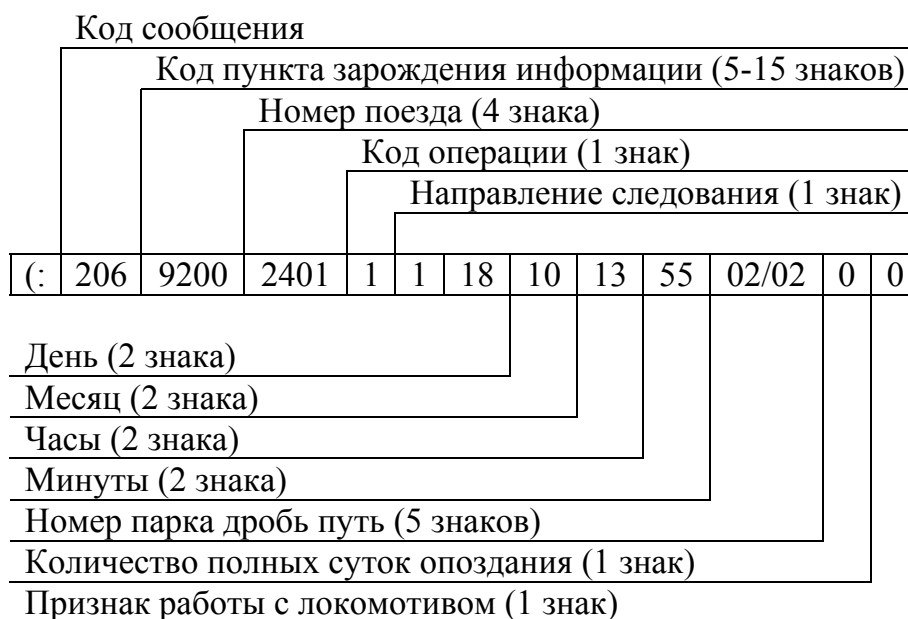 Код сообщения
Код пункта зарождения информации (5-15 знаков)
Номер поезда (4 знака)
Код операции (1 знак)
Направление следования (1 знак)
(: 206 9200 2401 1 1 18 10 13 55 02/02 0 0
День (2 знака)
Месяц (2 знака)
Часы (2 знака)
Минуты (2 знака)
Номер парка дробь путь (5 знаков)
Количество полных суток опоздания (1 знак)
Признак работы с локомотивом (1 знак)